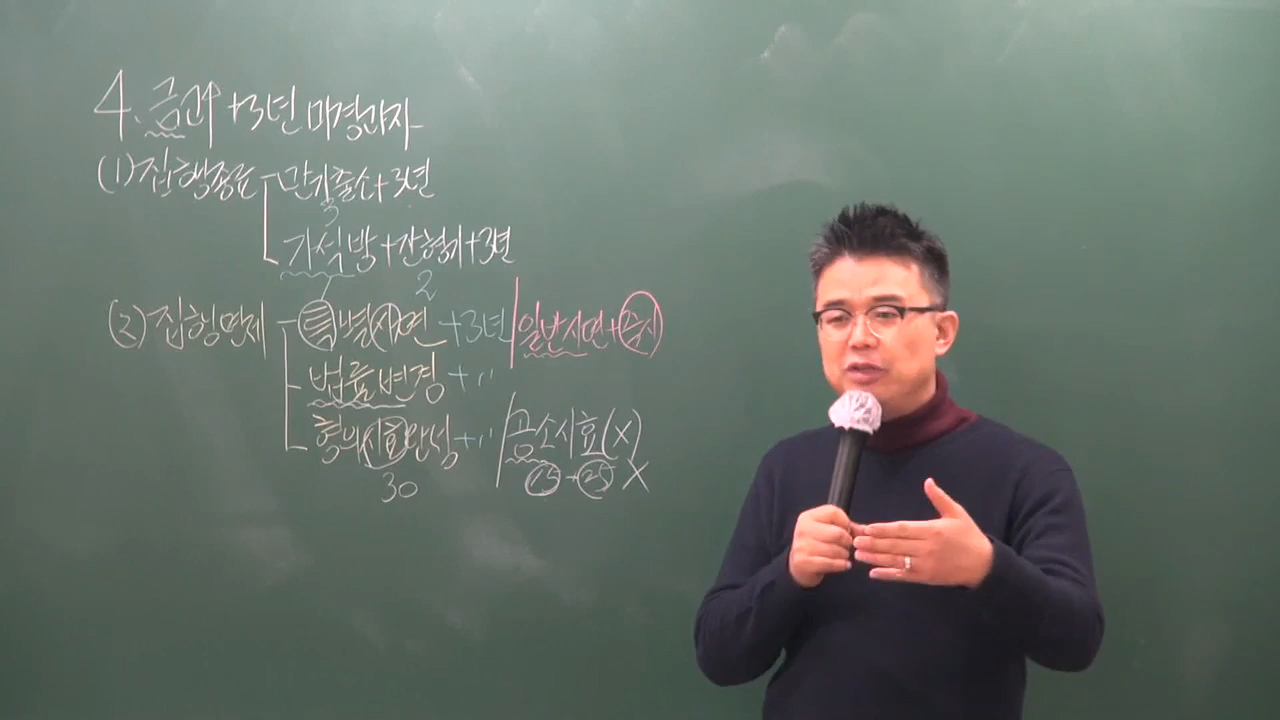 4. 금고↑ +3년 미경과자
(1) 집행종료 만기출소+3년
3
가석방+잔형기+3년
2
(2) 집행면제 특별사면 +3년 일반사면+즉시
법률변경 +〃
형의시효완성+〃 공소시효(X)
30 15→25 X